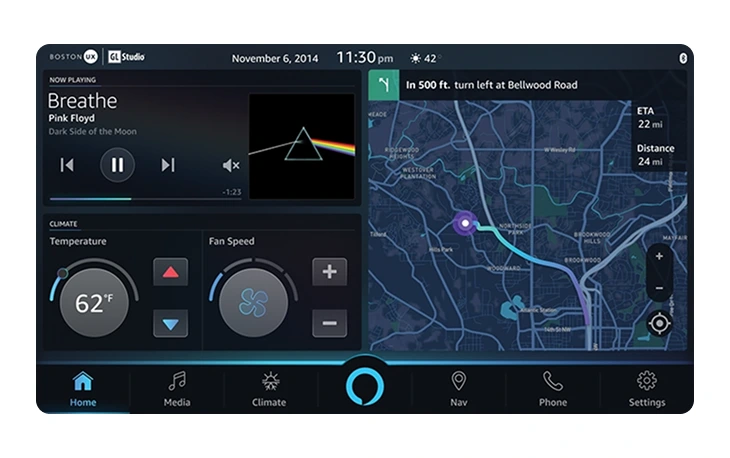 BOSTON UX | GL Studio
November 6, 2014
11:30 pm
42°
NOW PLAYING
Breathe
Pink Floyd
Dark Side of the Moon
-1:23
CLIMATE
Temperature
62°F
Fan Speed
In 500 ft. turn left at Bellwood Road
ETA
22 mi
Distance
24 mi
MEADE
RIDGEWOOD
HEIGHTS
WESTOVER
PLANTATION
W Wesley Rd
NORTHSIDE
PARK
BROOKWOOD
HILLS
MAYFAIR
Hills Park
BROOKWOOD
WOODWARD
Atlantic Station
14th St NW
+
−
+
−
Home
Media
Climate
Nav
Phone
Settings